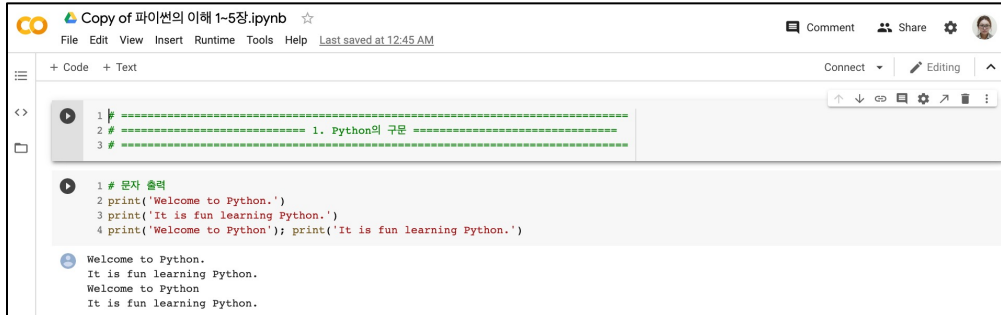 Copy of 파이썬의 이해 1~5장.ipynb
File Edit View Insert Runtime Tools Help Last saved at 12:45 AM
Comment Share
+ Code + Text
Connect Editing
1 # ==============================================================================
2 # ============================ 1. Python의 구문 ===============================
3 # ==============================================================================
1 # 문자 출력
2 print('Welcome to Python.')
3 print('It is fun learning Python.')
4 print('Welcome to Python'); print('It is fun learning Python.')
Welcome to Python.
It is fun learning Python.
Welcome to Python
It is fun learning Python.